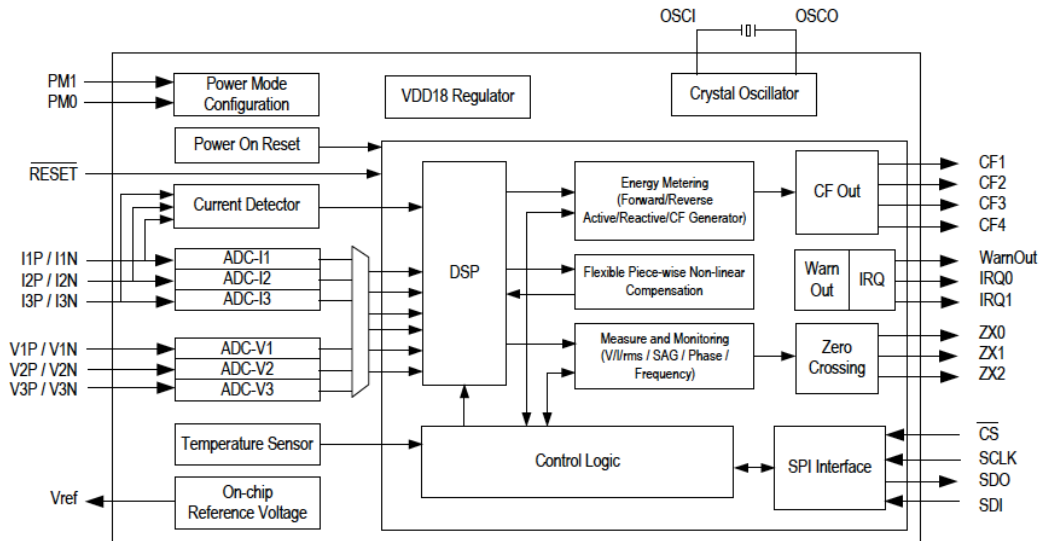 OSCI
OSCO
PM1
PM0
Power Mode
Configuration
VDD18 Regulator
Crystal Oscillator
Power On Reset
RESET
Current Detector
I1P / I1N
I2P / I2N
I3P / I3N
ADC-I1
ADC-I2
ADC-I3
V1P / V1N
V2P / V2N
V3P / V3N
ADC-V1
ADC-V2
ADC-V3
Temperature Sensor
Vref
On-chip
Reference Voltage
DSP
Energy Metering
(Forward/Reverse
Active/Reactive/CF Generator)
Flexible Piece-wise Non-linear
Compensation
Measure and Monitoring
(V/I/rms / SAG / Phase /
Frequency)
Control Logic
CF Out
CF1
CF2
CF3
CF4
Warn
Out
IRQ
WarnOut
IRQ0
IRQ1
Zero
Crossing
ZX0
ZX1
ZX2
SPI Interface
CS
SCLK
SDO
SDI